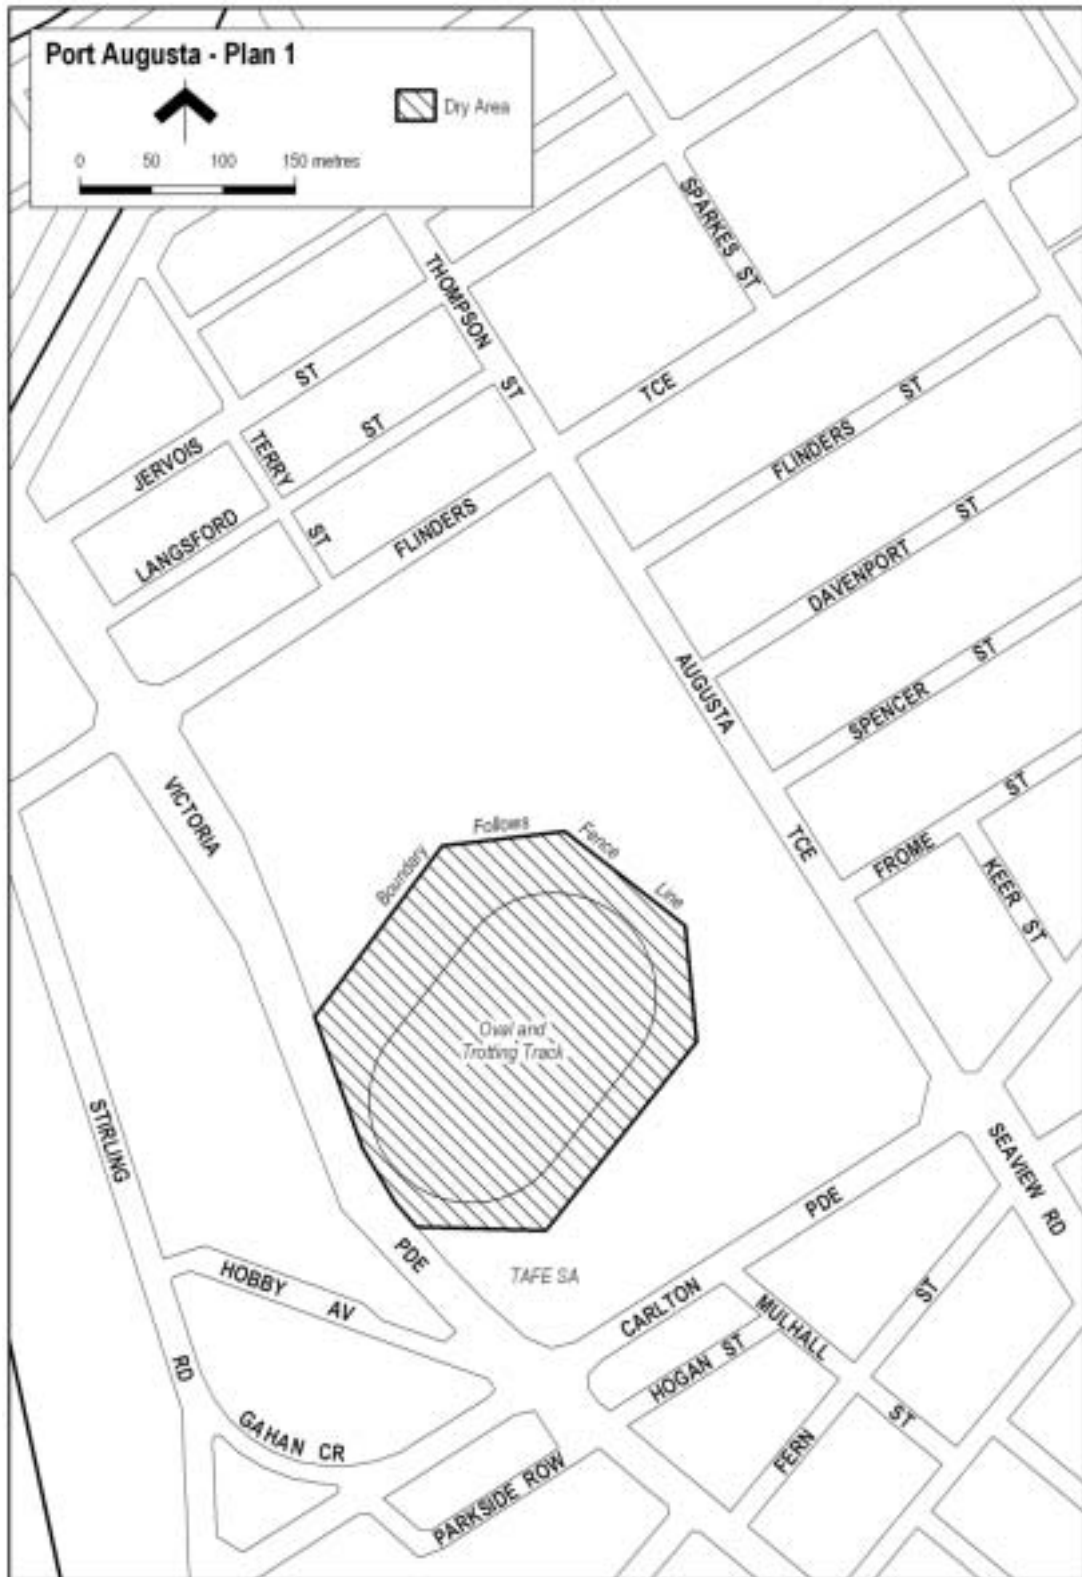 Port Augusta - Plan 1
Dry Area
0 50 100 150 metres
SPARKES ST
THOMPSON ST
TCE
JERVOIS ST
TERRY ST
LANGSFORD ST
FLINDERS
FLINDERS ST
DAVENPORT ST
AUGUSTA TCE
SPENCER ST
VICTORIA PDE
FROME ST
KEER ST
Boundary Follows Fence Line
Oval and
Trotting Track
STIRLING RD
SEAVIEW RD
HOBBY AV
TAFE SA
CARLTON PDE
MULHALL ST
HOGAN ST
FERN ST
GAHAN CR
PARKSIDE ROW